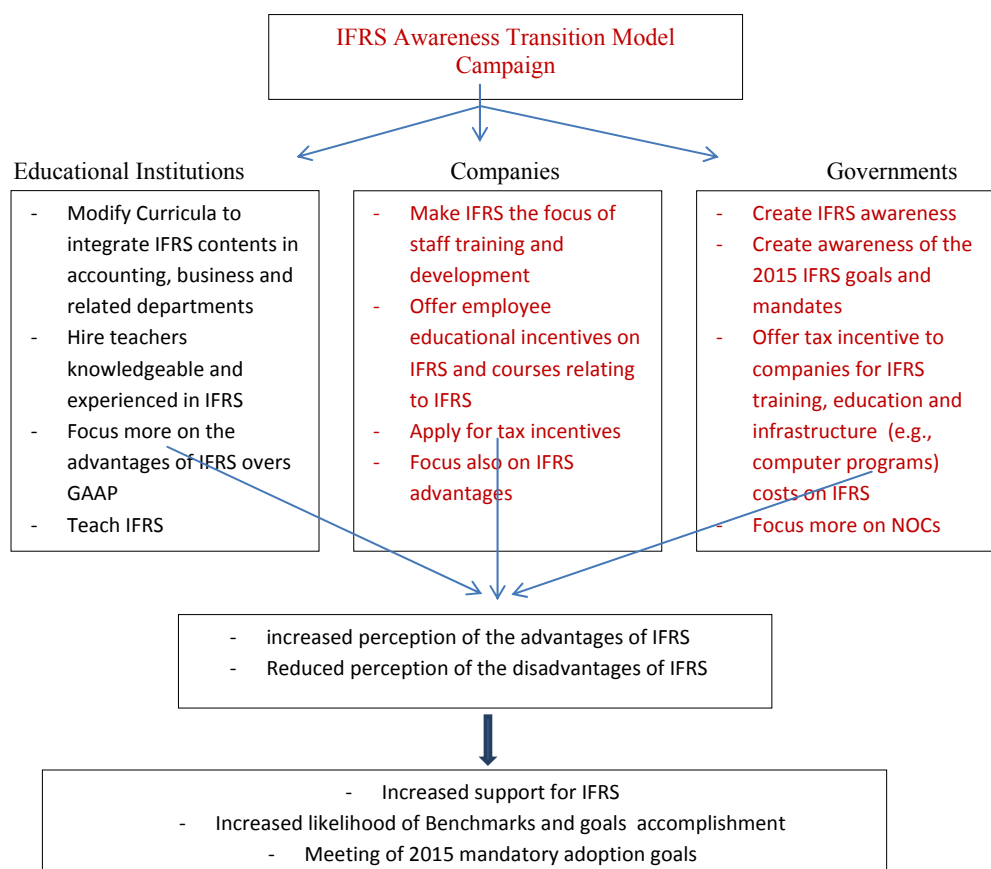 IFRS Awareness Transition Model
Campaign
Educational Institutions
- Modify Curricula to
integrate IFRS contents in
accounting, business and
related departments
- Hire teachers
knowledgeable and
experienced in IFRS
- Focus more on the
advantages of IFRS overs
GAAP
- Teach IFRS
Companies
- Make IFRS the focus of
staff training and
development
- Offer employee
educational incentives on
IFRS and courses relating
to IFRS
- Apply for tax incentives
- Focus also on IFRS
advantages
Governments
- Create IFRS awareness
- Create awareness of the
2015 IFRS goals and
mandates
- Offer tax incentive to
companies for IFRS
training, education and
infrastructure (e.g.,
computer programs)
costs on IFRS
- Focus more on NOCs
- increased perception of the advantages of IFRS
- Reduced perception of the disadvantages of IFRS
- Increased support for IFRS
- Increased likelihood of Benchmarks and goals accomplishment
- Meeting of 2015 mandatory adoption goals